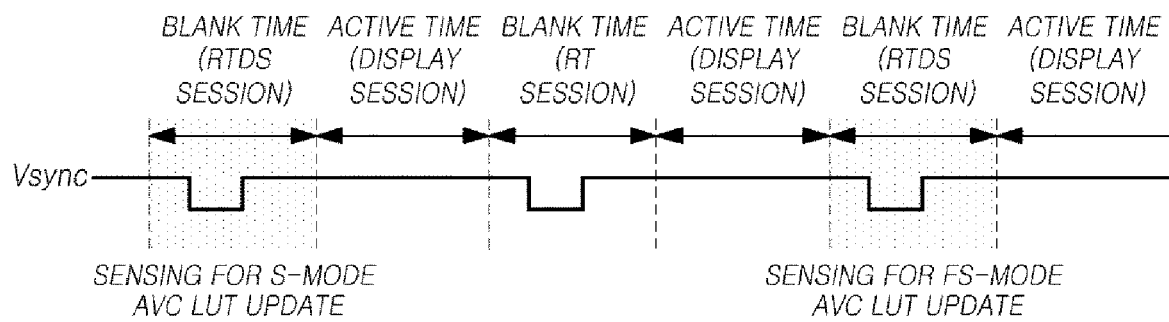 BLANK TIME ACTIVE TIME BLANK TIME ACTIVE TIME BLANK TIME ACTIVE TIME
(RTDS (DISPLAY (RT (DISPLAY (RTDS (DISPLAY
SESSION) SESSION) SESSION) SESSION) SESSION) SESSION)
Vsync
SENSING FOR S-MODE SENSING FOR FS-MODE
AVC LUT UPDATE AVC LUT UPDATE